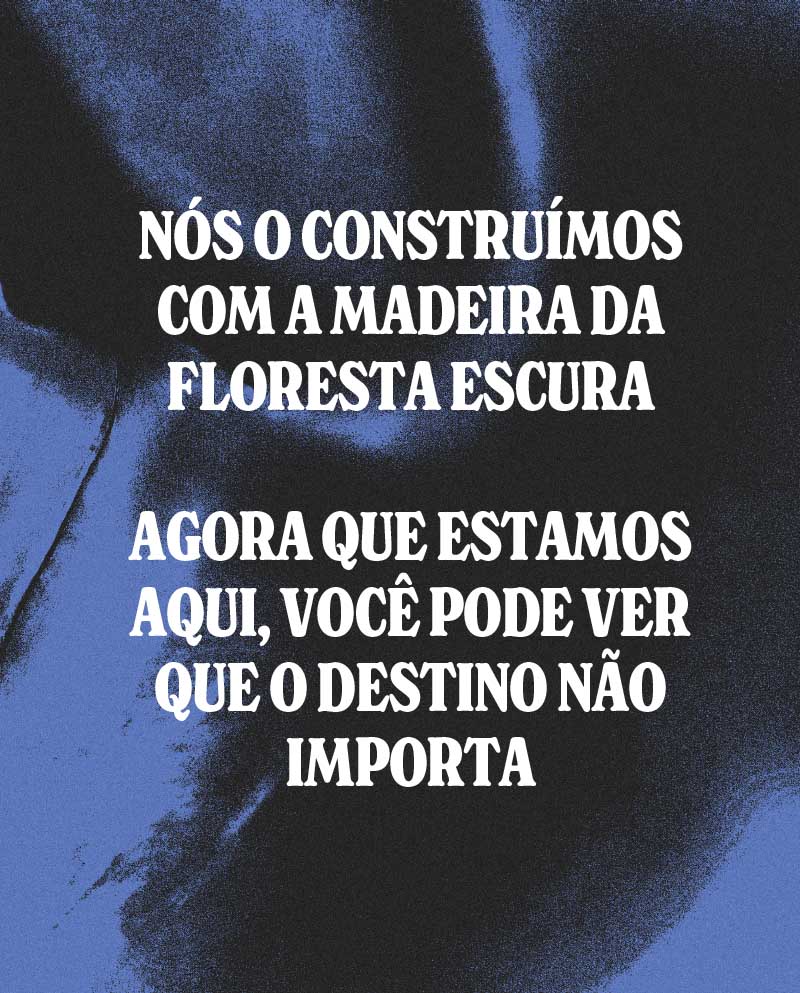 NÓS O CONSTRUÍMOS
COM A MADEIRA DA
FLORESTA ESCURA
AGORA QUE ESTAMOS
AQUI, VOCÊ PODE VER
QUE O DESTINO NÃO
IMPORTA